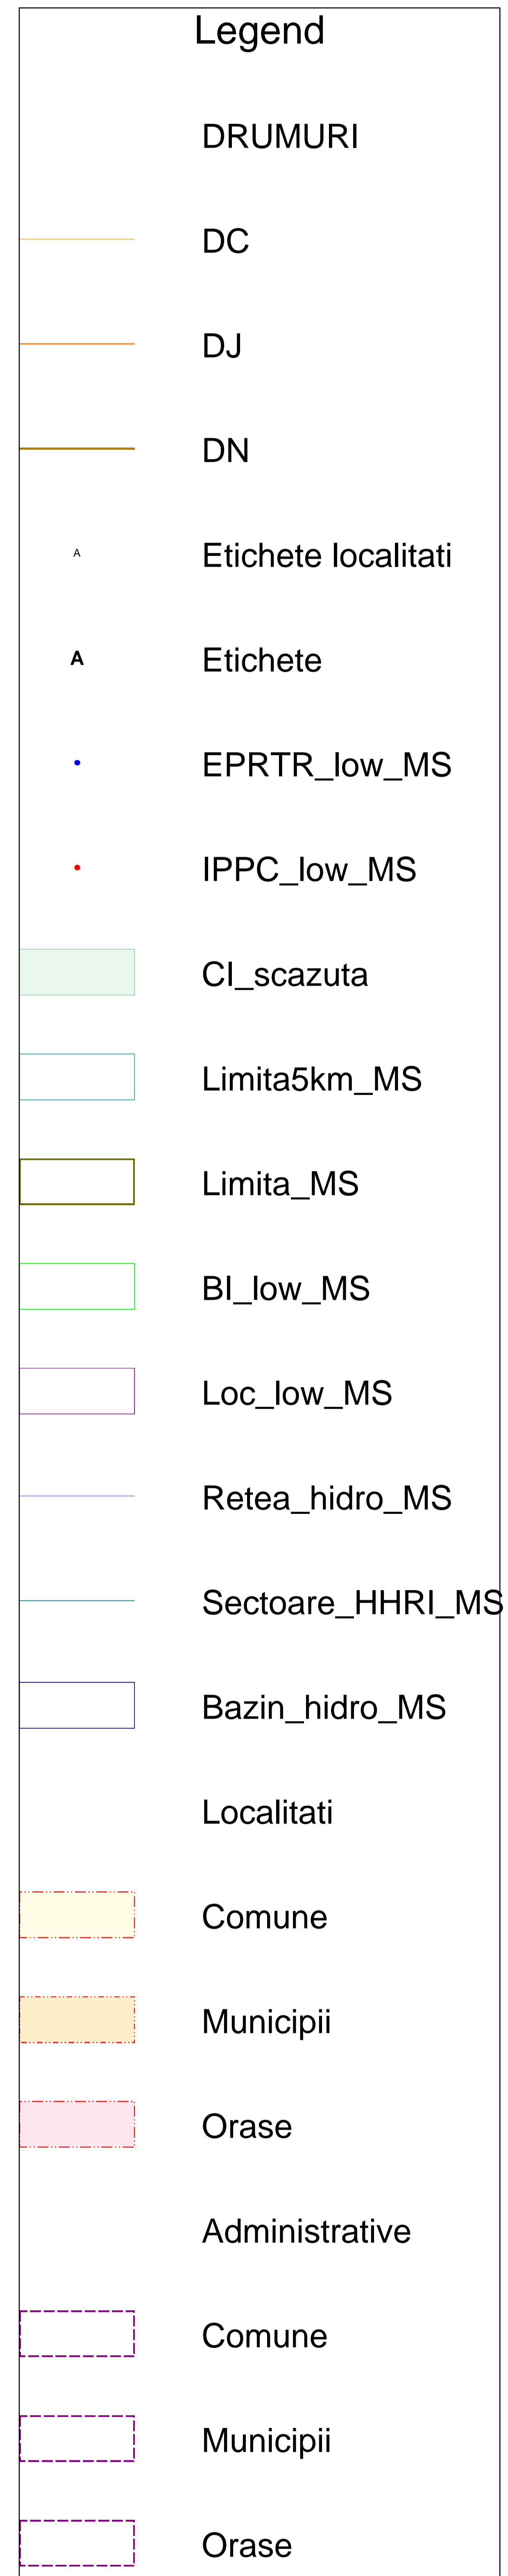 Legend
DRUMURI
DC
DJ
DN
A Etichete localitati
A Etichete
EPRTR_low_MS
IPPC_low_MS
CI_scazuta
Limita5km_MS
Limita_MS
BI_low_MS
Loc_low_MS
Retea_hidro_MS
Sectoare_HHRI_MS
Bazin_hidro_MS
Localitati
Comune
Municipii
Orase
Administrative
Comune
Municipii
Orase